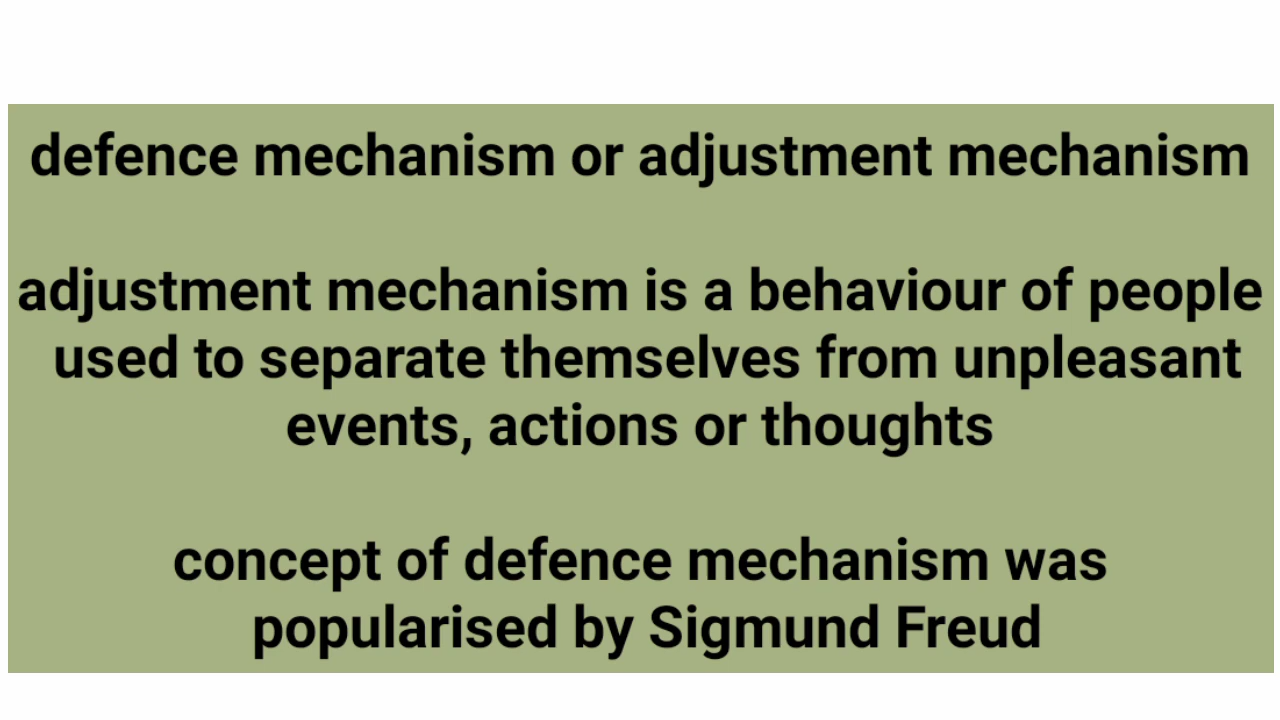 defence mechanism or adjustment mechanism
adjustment mechanism is a behaviour of people
used to separate themselves from unpleasant
events, actions or thoughts
concept of defence mechanism was
popularised by Sigmund Freud